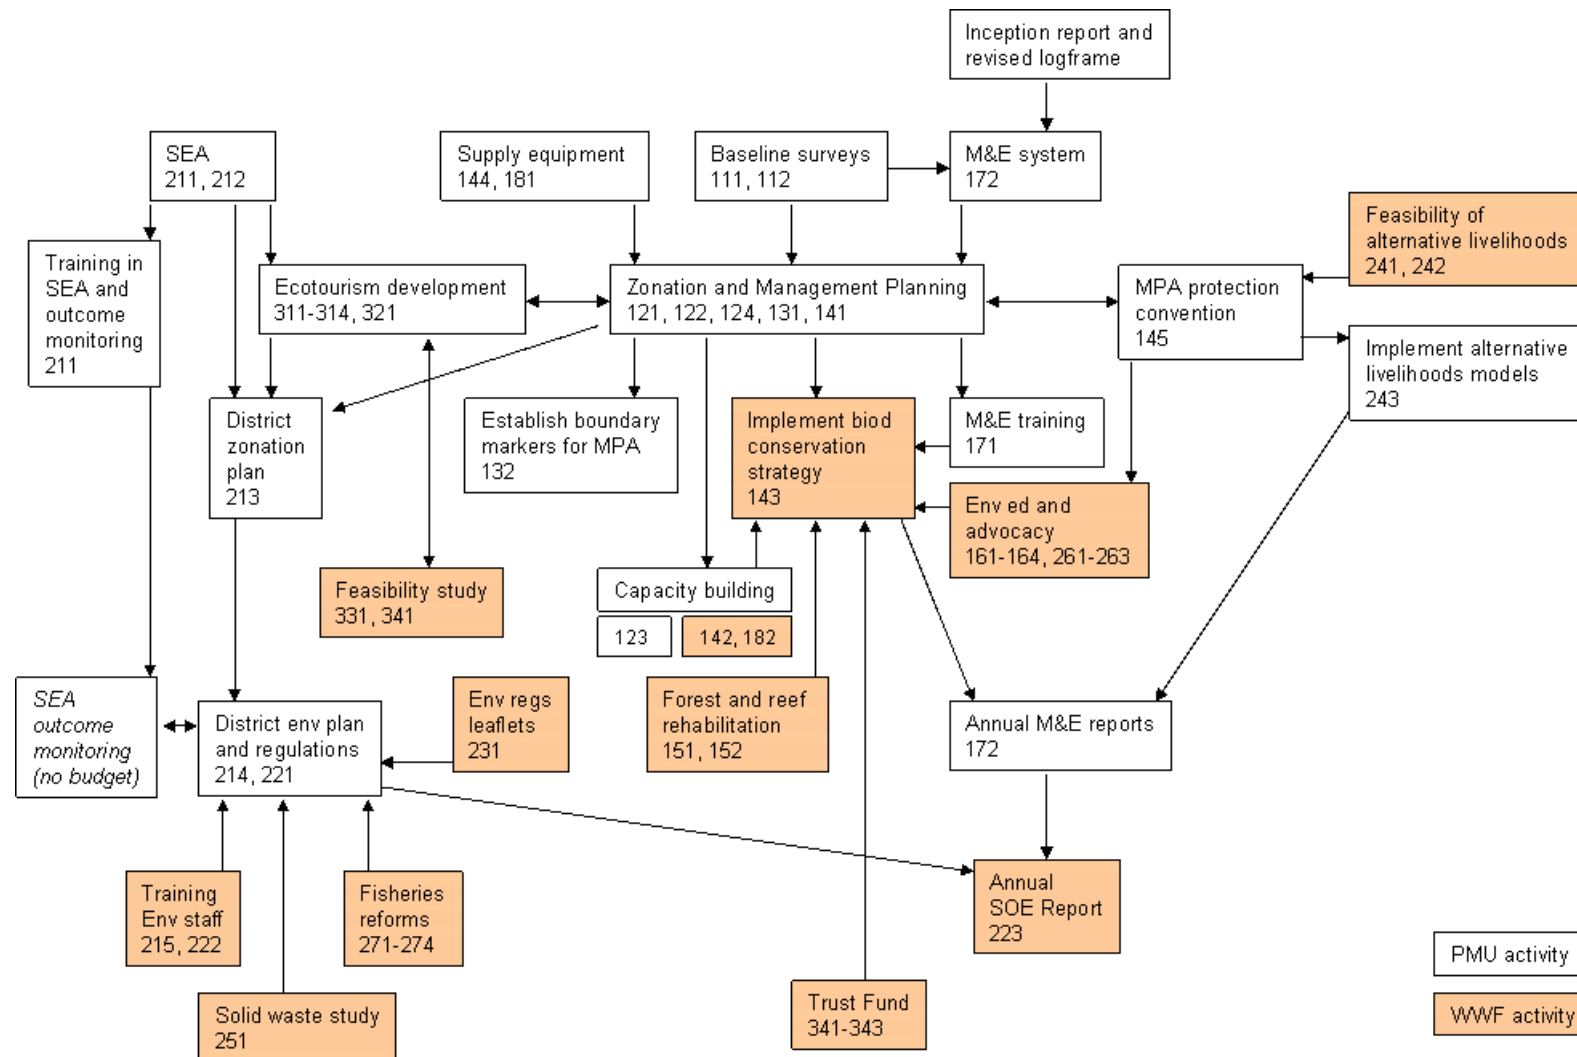 Inception report and
revised logframe
SEA
211, 212
Supply equipment
144, 181
Baseline surveys
111, 112
M&E system
172
Feasibility of
alternative livelihoods
241, 242
Training in
SEA and
outcome
monitoring
211
Ecotourism development
311-314, 321
Zonation and Management Planning
121, 122, 124, 131, 141
MPA protection
convention
145
Implement alternative
livelihoods models
243
District
zonation
plan
213
Establish boundary
markers for MPA
132
Implement biod
conservation
strategy
143
M&E training
171
Env ed and
advocacy
161-164, 261-263
Feasibility study
331, 341
Capacity building
123
142, 182
SEA
outcome
monitoring
(no budget)
District env plan
and regulations
214, 221
Env regs
leaflets
231
Forest and reef
rehabilitation
151, 152
Annual M&E reports
172
Training
Env staff
215, 222
Fisheries
reforms
271-274
Annual
SOE Report
223
Solid waste study
251
Trust Fund
341-343
PMU activity
WWF activity